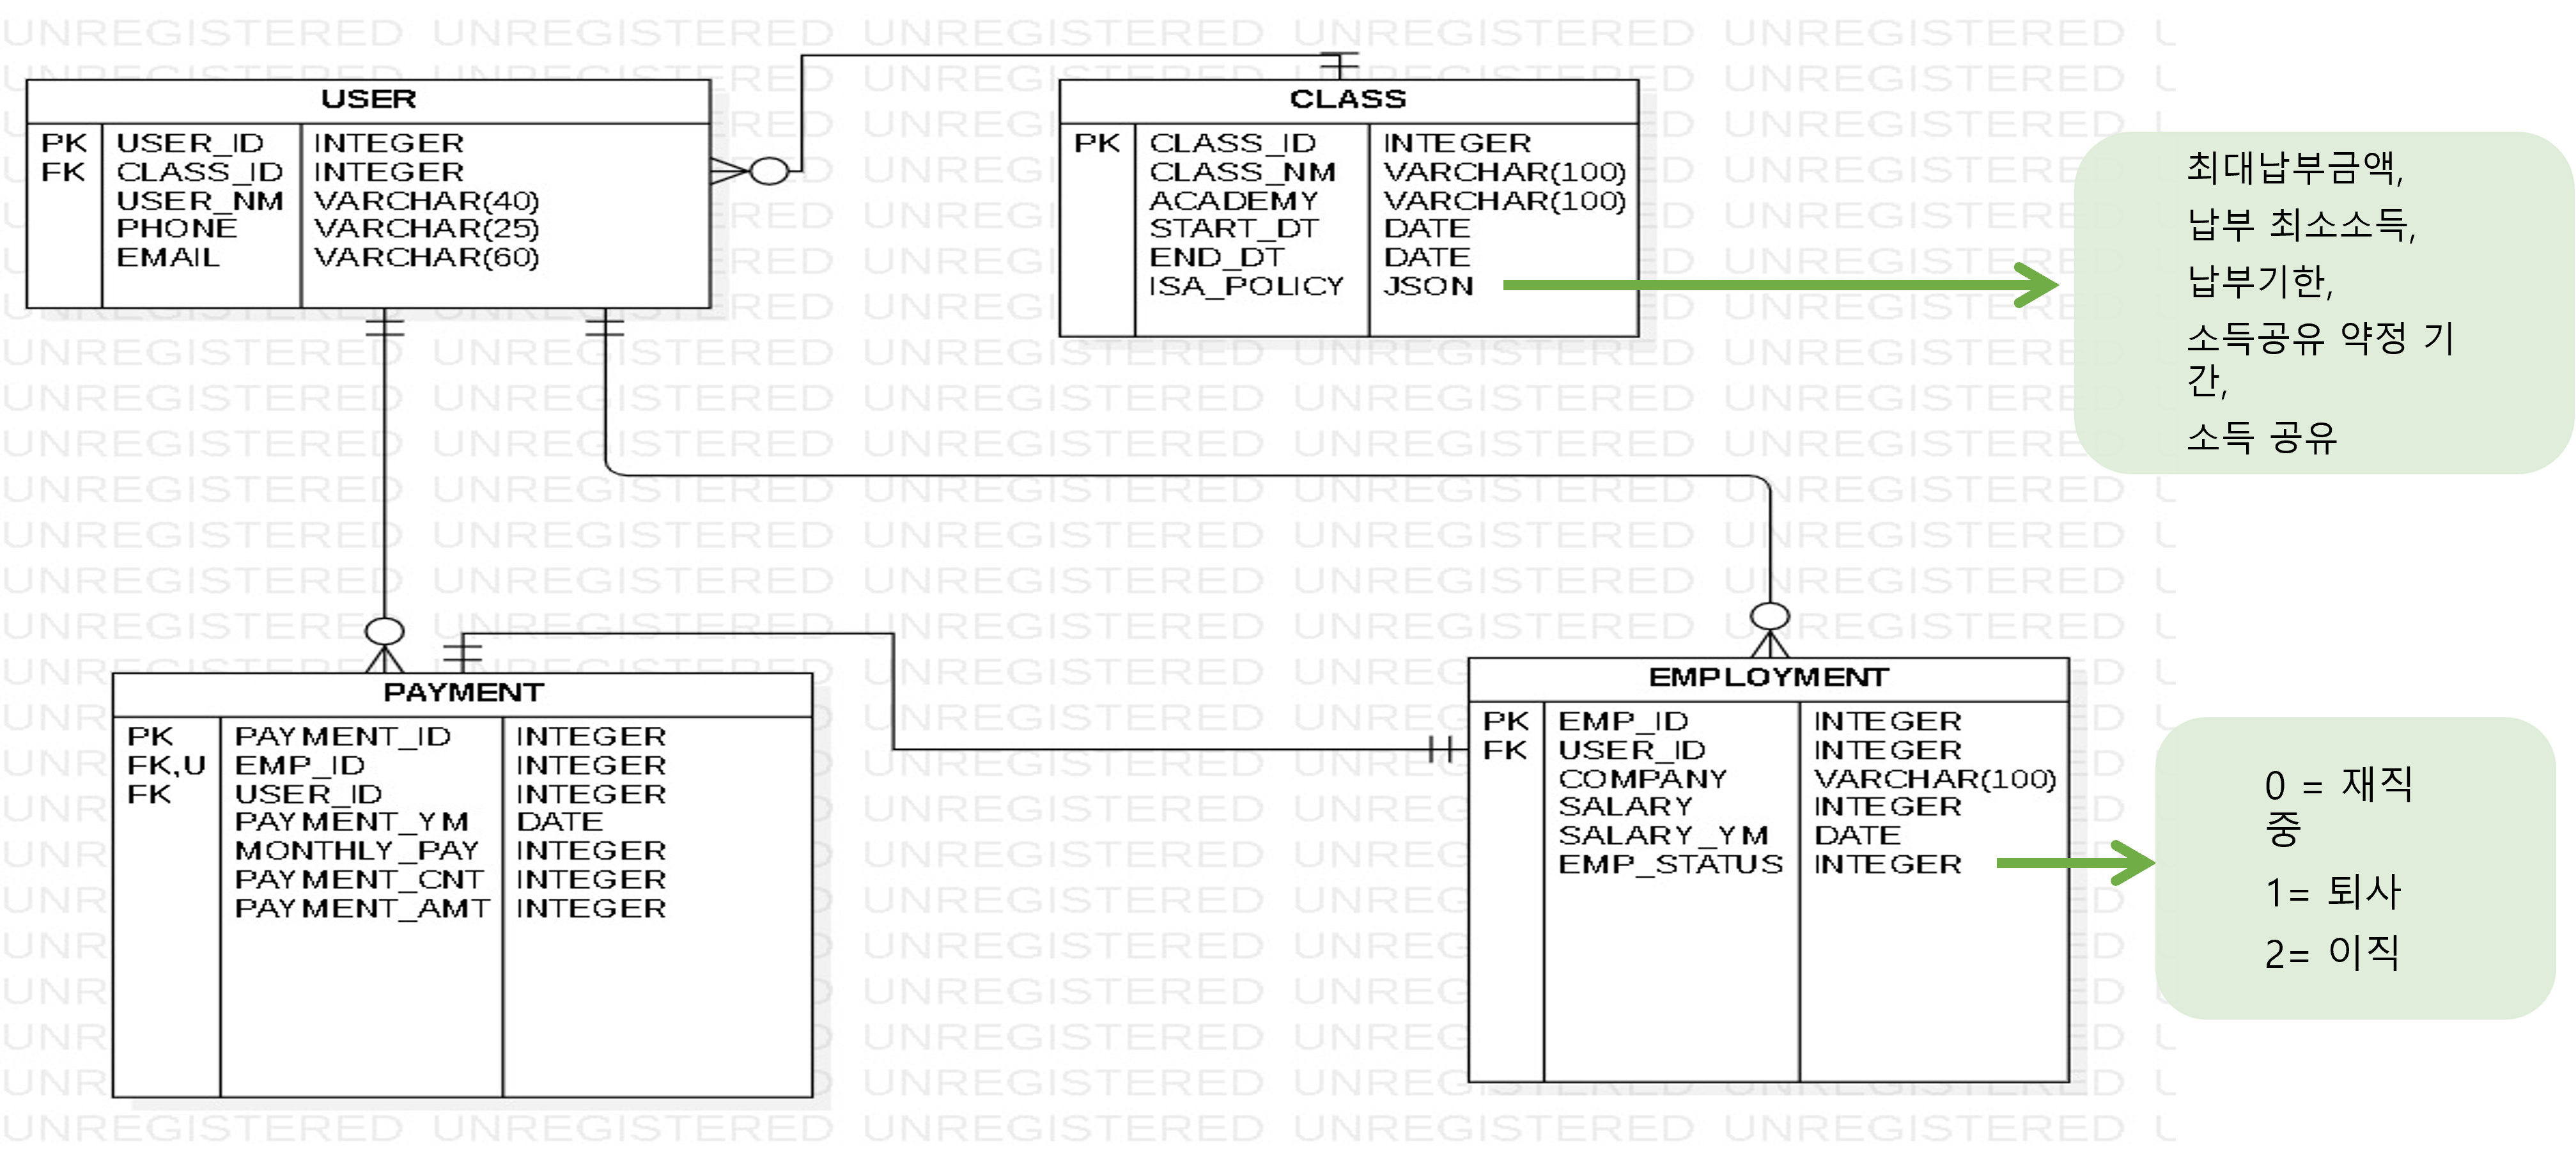 USER
PK USER_ID INTEGER
FK CLASS_ID INTEGER
USER_NM VARCHAR(40)
PHONE VARCHAR(25)
EMAIL VARCHAR(60)
CLASS
PK CLASS_ID INTEGER
CLASS_NM VARCHAR(100)
ACADEMY VARCHAR(100)
START_DT DATE
END_DT DATE
ISA_POLICY JSON
최대납부금액,
납부 최소소득,
납부기한,
소득공유 약정 기
간,
소득 공유
PAYMENT
PK PAYMENT_ID INTEGER
FK,U EMP_ID INTEGER
FK USER_ID INTEGER
PAYMENT_YM DATE
MONTHLY_PAY INTEGER
PAYMENT_CNT INTEGER
PAYMENT_AMT INTEGER
EMPLOYMENT
PK EMP_ID INTEGER
FK USER_ID INTEGER
COMPANY VARCHAR(100)
SALARY INTEGER
SALARY_YM DATE
EMP_STATUS INTEGER
0 = 재직
중
1= 퇴사
2= 이직
UNREGISTERED UNREGISTERED UNREGISTERED UNREGISTERED UNREGISTERED